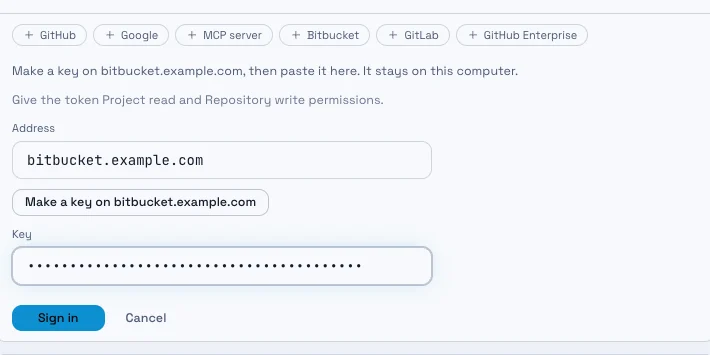 + GitHub + Google + MCP server + Bitbucket + GitLab + GitHub Enterprise
Make a key on bitbucket.example.com, then paste it here. It stays on this computer.
Give the token Project read and Repository write permissions.
Address
bitbucket.example.com
Make a key on bitbucket.example.com
Key
••••••••••••••••••••••••••••••••••••••••
Sign in Cancel